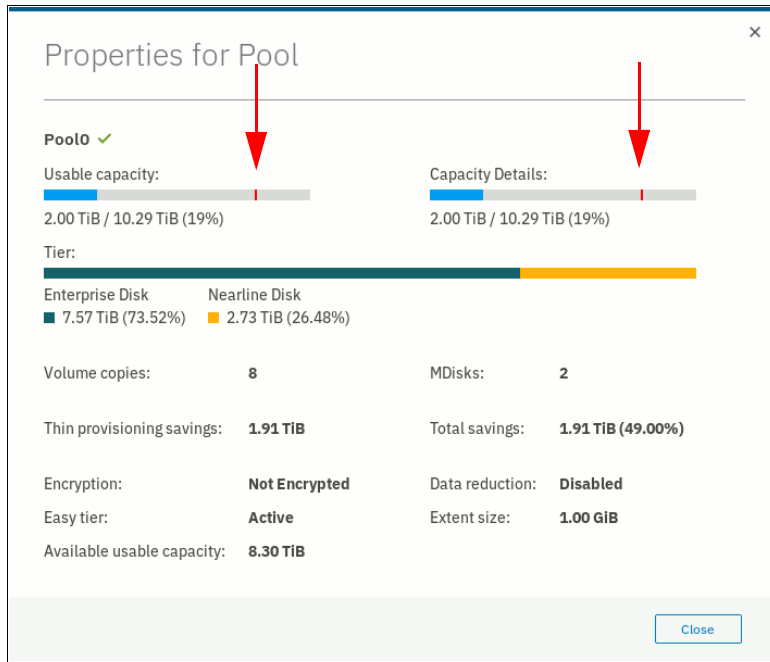 ×
Properties for Pool
Pool0
Usable capacity: Capacity Details:
2.00 TiB / 10.29 TiB (19%) 2.00 TiB / 10.29 TiB (19%)
Tier:
Enterprise Disk Nearline Disk
7.57 TiB (73.52%) 2.73 TiB (26.48%)
Volume copies: 8 MDisks: 2
Thin provisioning savings: 1.91 TiB Total savings: 1.91 TiB (49.00%)
Encryption: Not Encrypted Data reduction: Disabled
Easy tier: Active Extent size: 1.00 GiB
Available usable capacity: 8.30 TiB
Close